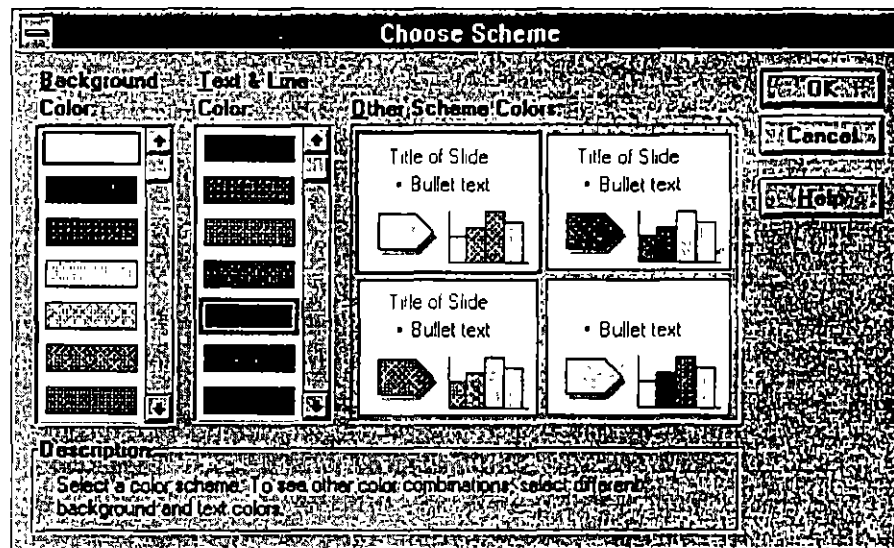 Choose Scheme
Background Color:
Text & Line Color:
Other Scheme Colors:
OK
Cancel
Help
Title of Slide
• Bullet text
Title of Slide
• Bullet text
Title of Slide
• Bullet text
• Bullet text
Description
Select a color scheme. To see other color combinations, select different
background and text colors.